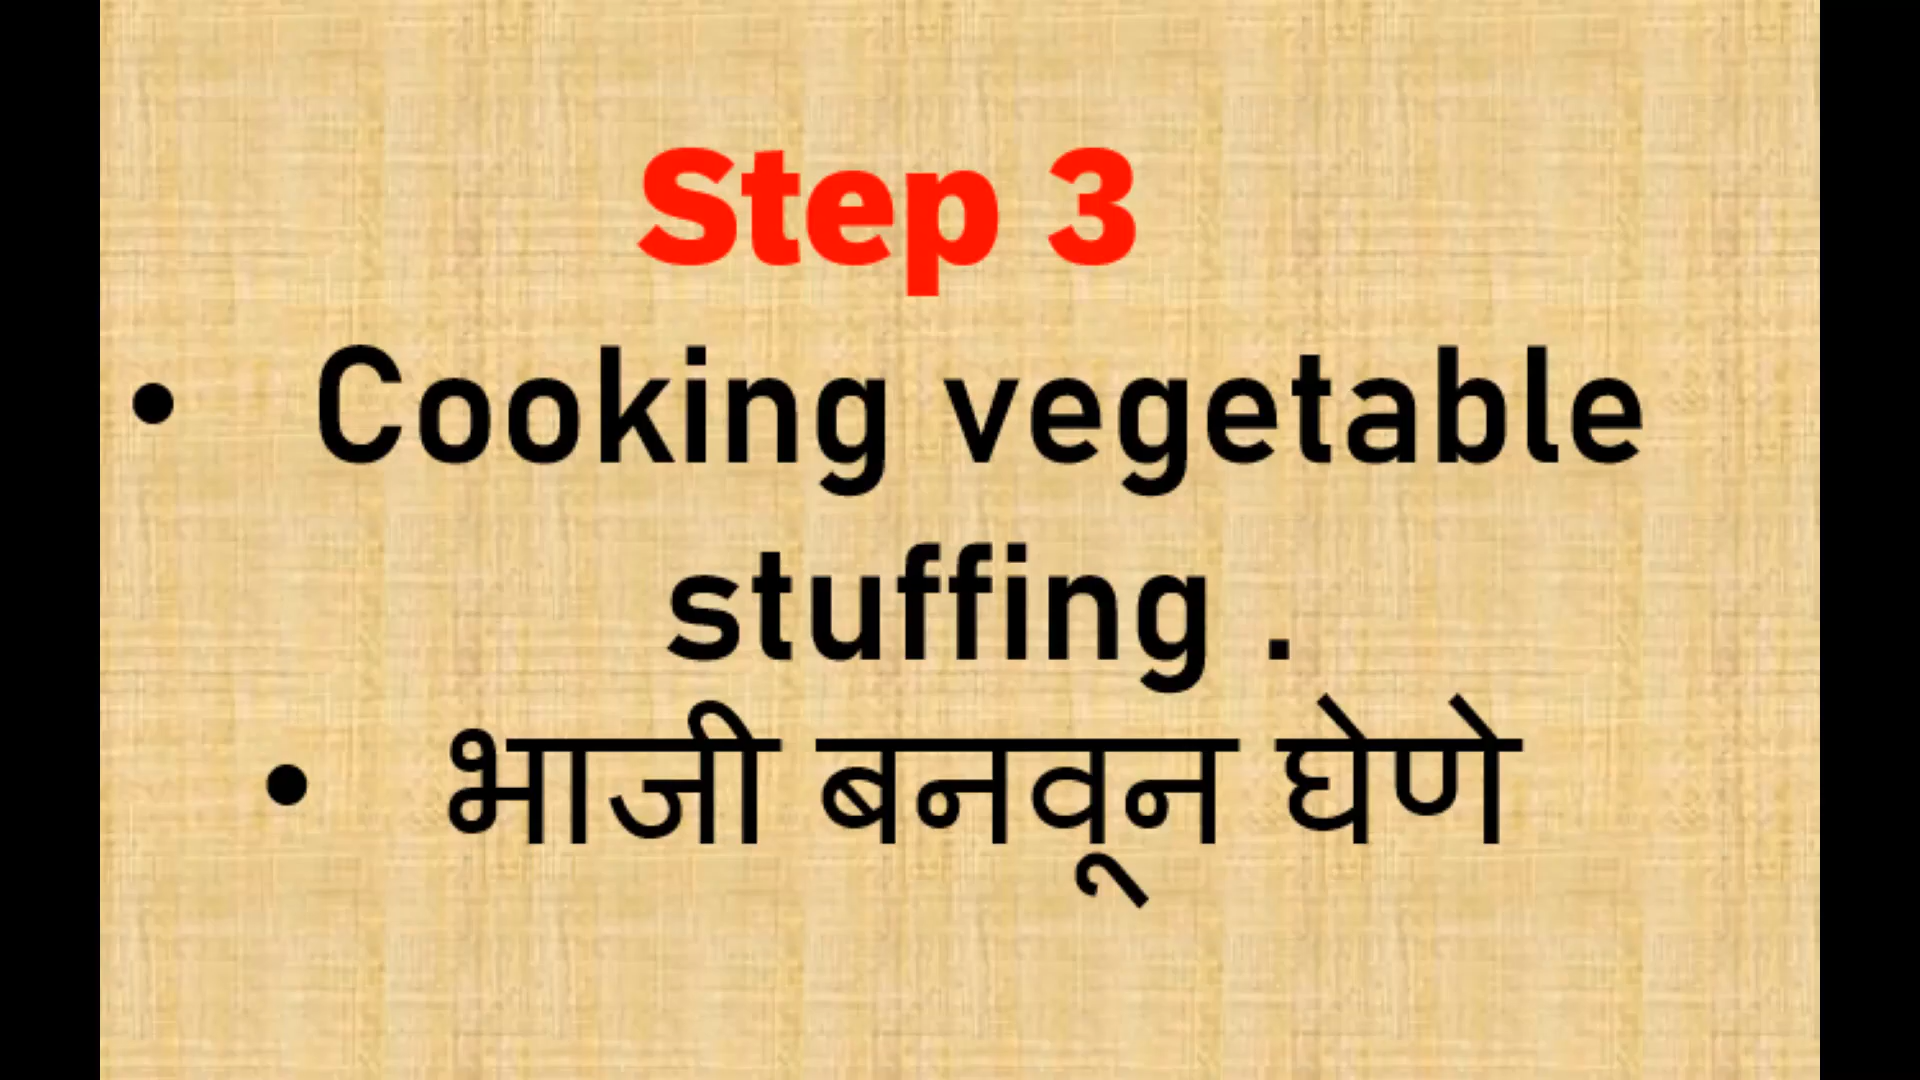 Step 3
• Cooking vegetable
stuffing .
• भाजी बनवून घेणे